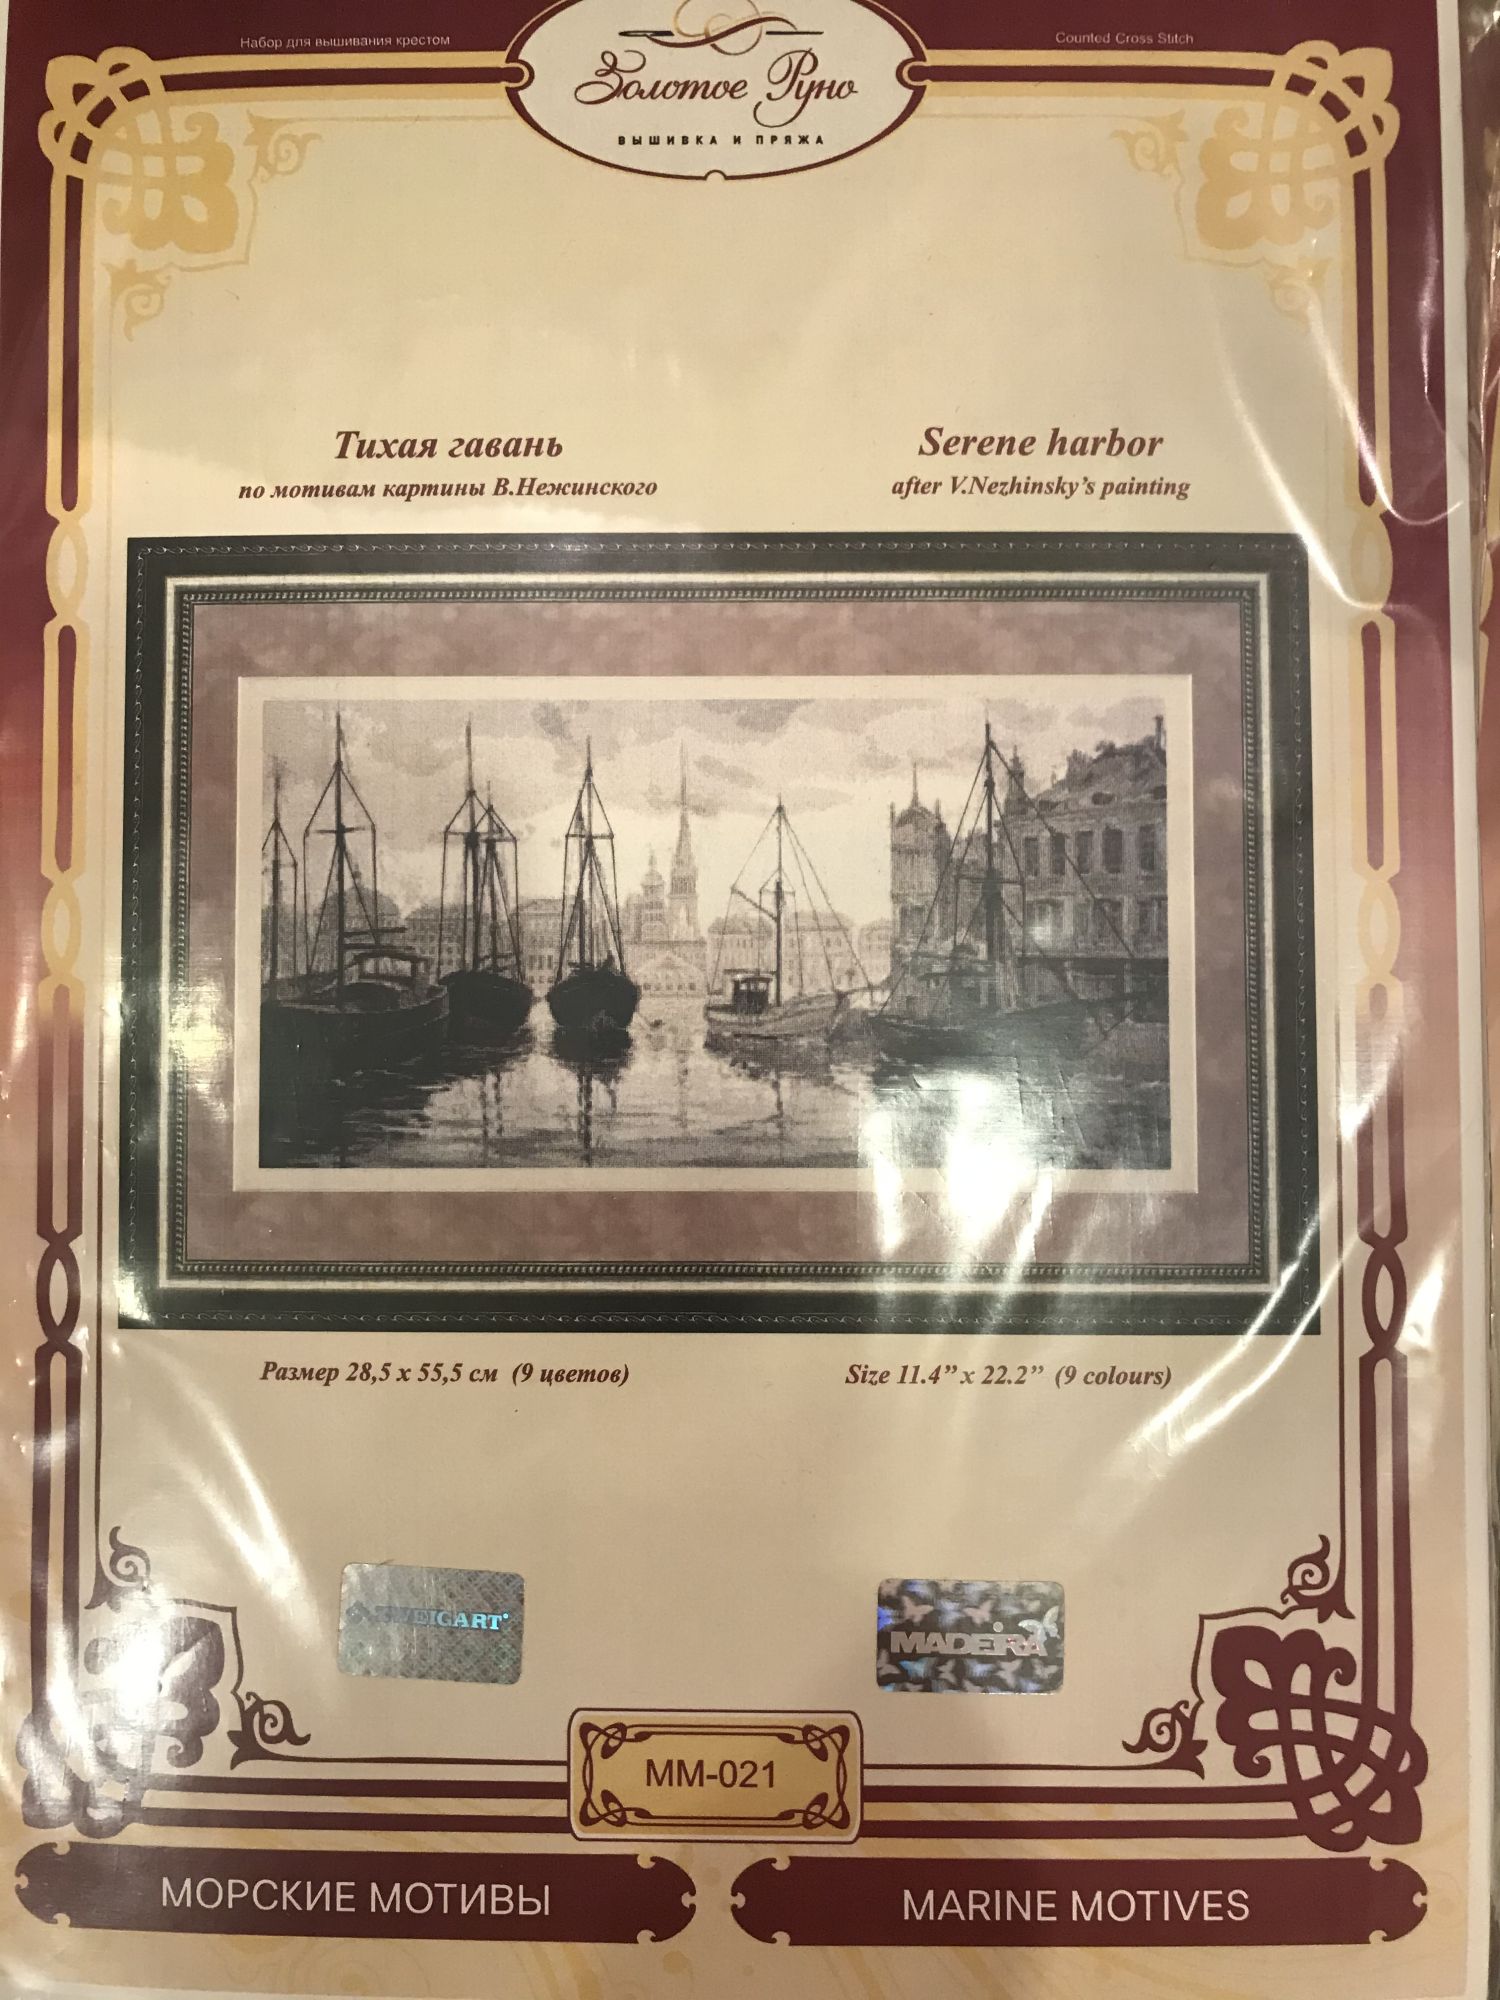 Набор для вышивания крестом
Counted Cross Stitch
Золотое Руно
ВЫШИВКА И ПРЯЖА
Тихая гавань
по мотивам картины В.Нежинского
Serene harbor
after V.Nezhinsky's painting
Размер 28,5 х 55,5 см (9 цветов)
Size 11.4” x 22.2” (9 colours)
ZWEIGART®
MADEIRA
MM-021
МОРСКИЕ МОТИВЫ
MARINE MOTIVES